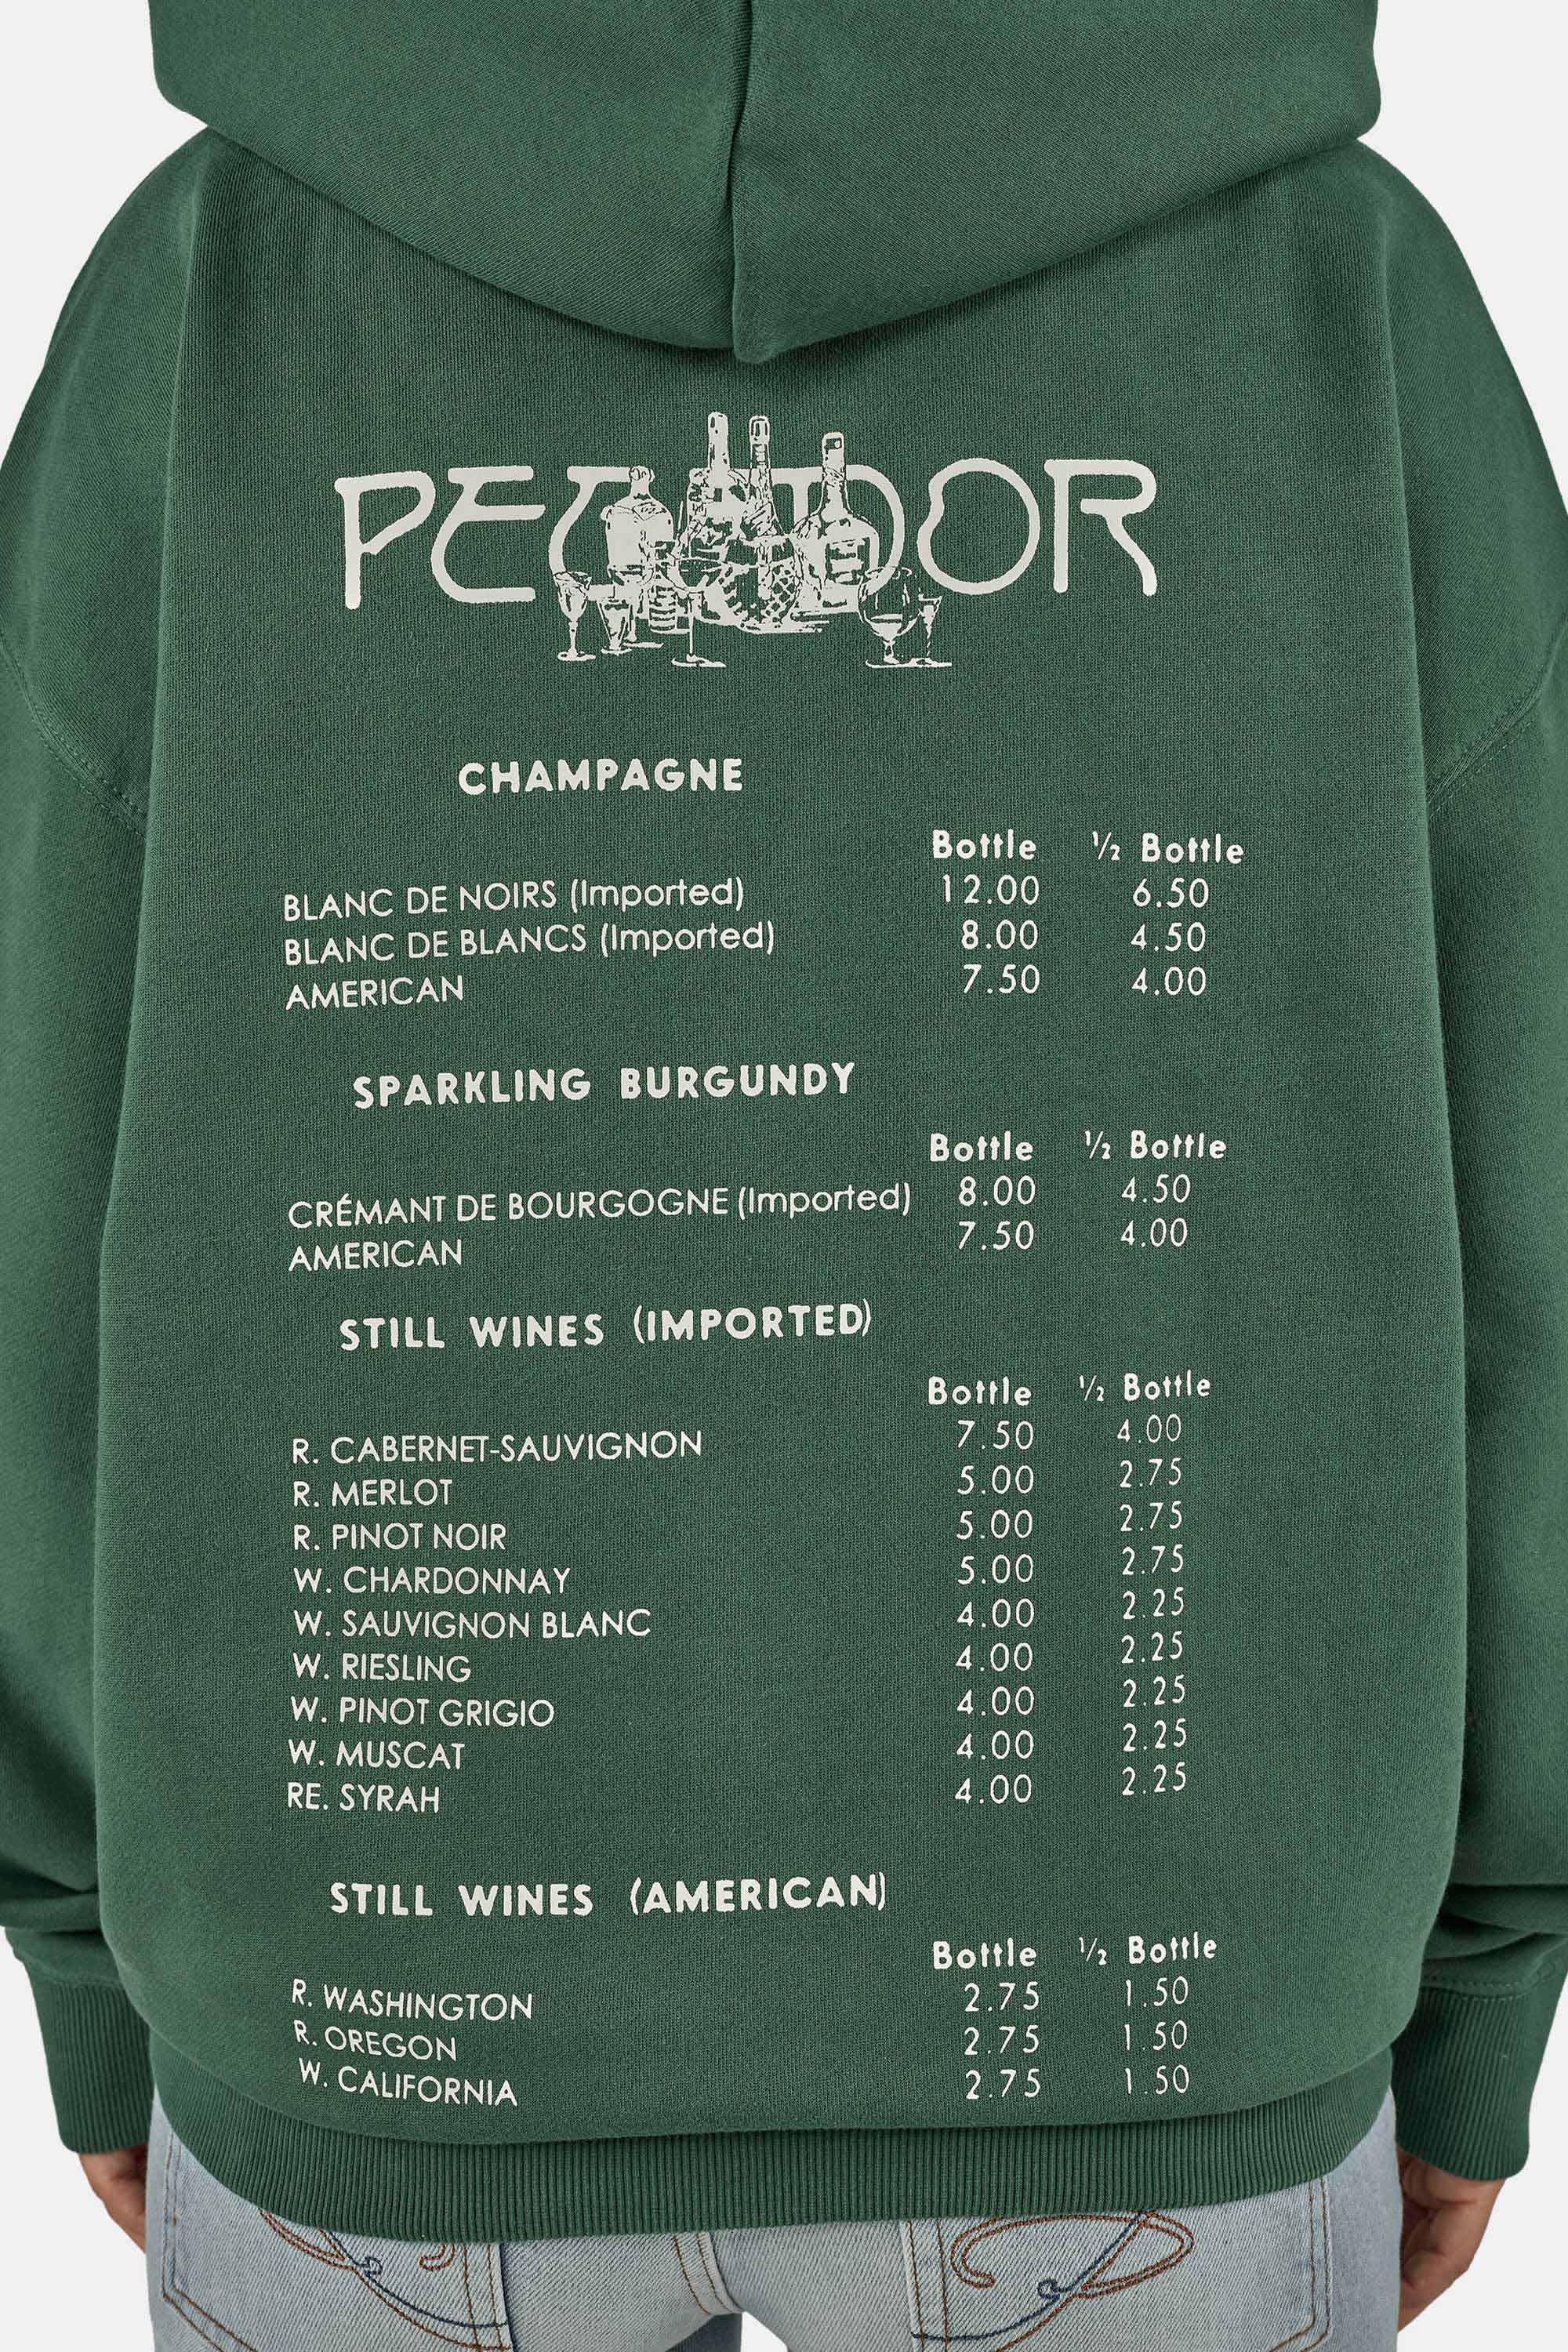 CHAMPAGNE
Bottle ½ Bottle
BLANC DE NOIRS (Imported) 12.00 6.50
BLANC DE BLANCS (Imported) 8.00 4.50
AMERICAN 7.50 4.00
SPARKLING BURGUNDY
Bottle ½ Bottle
CRÉMANT DE BOURGOGNE (Imported) 8.00 4.50
AMERICAN 7.50 4.00
STILL WINES (IMPORTED)
Bottle ½ Bottle
R. CABERNET-SAUVIGNON 7.50 4.00
R. MERLOT 5.00 2.75
R. PINOT NOIR 5.00 2.75
W. CHARDONNAY 5.00 2.75
W. SAUVIGNON BLANC 4.00 2.25
W. RIESLING 4.00 2.25
W. PINOT GRIGIO 4.00 2.25
W. MUSCAT 4.00 2.25
RE. SYRAH 4.00 2.25
STILL WINES (AMERICAN)
Bottle ½ Bottle
R. WASHINGTON 2.75 1.50
R. OREGON 2.75 1.50
W. CALIFORNIA 2.75 1.50